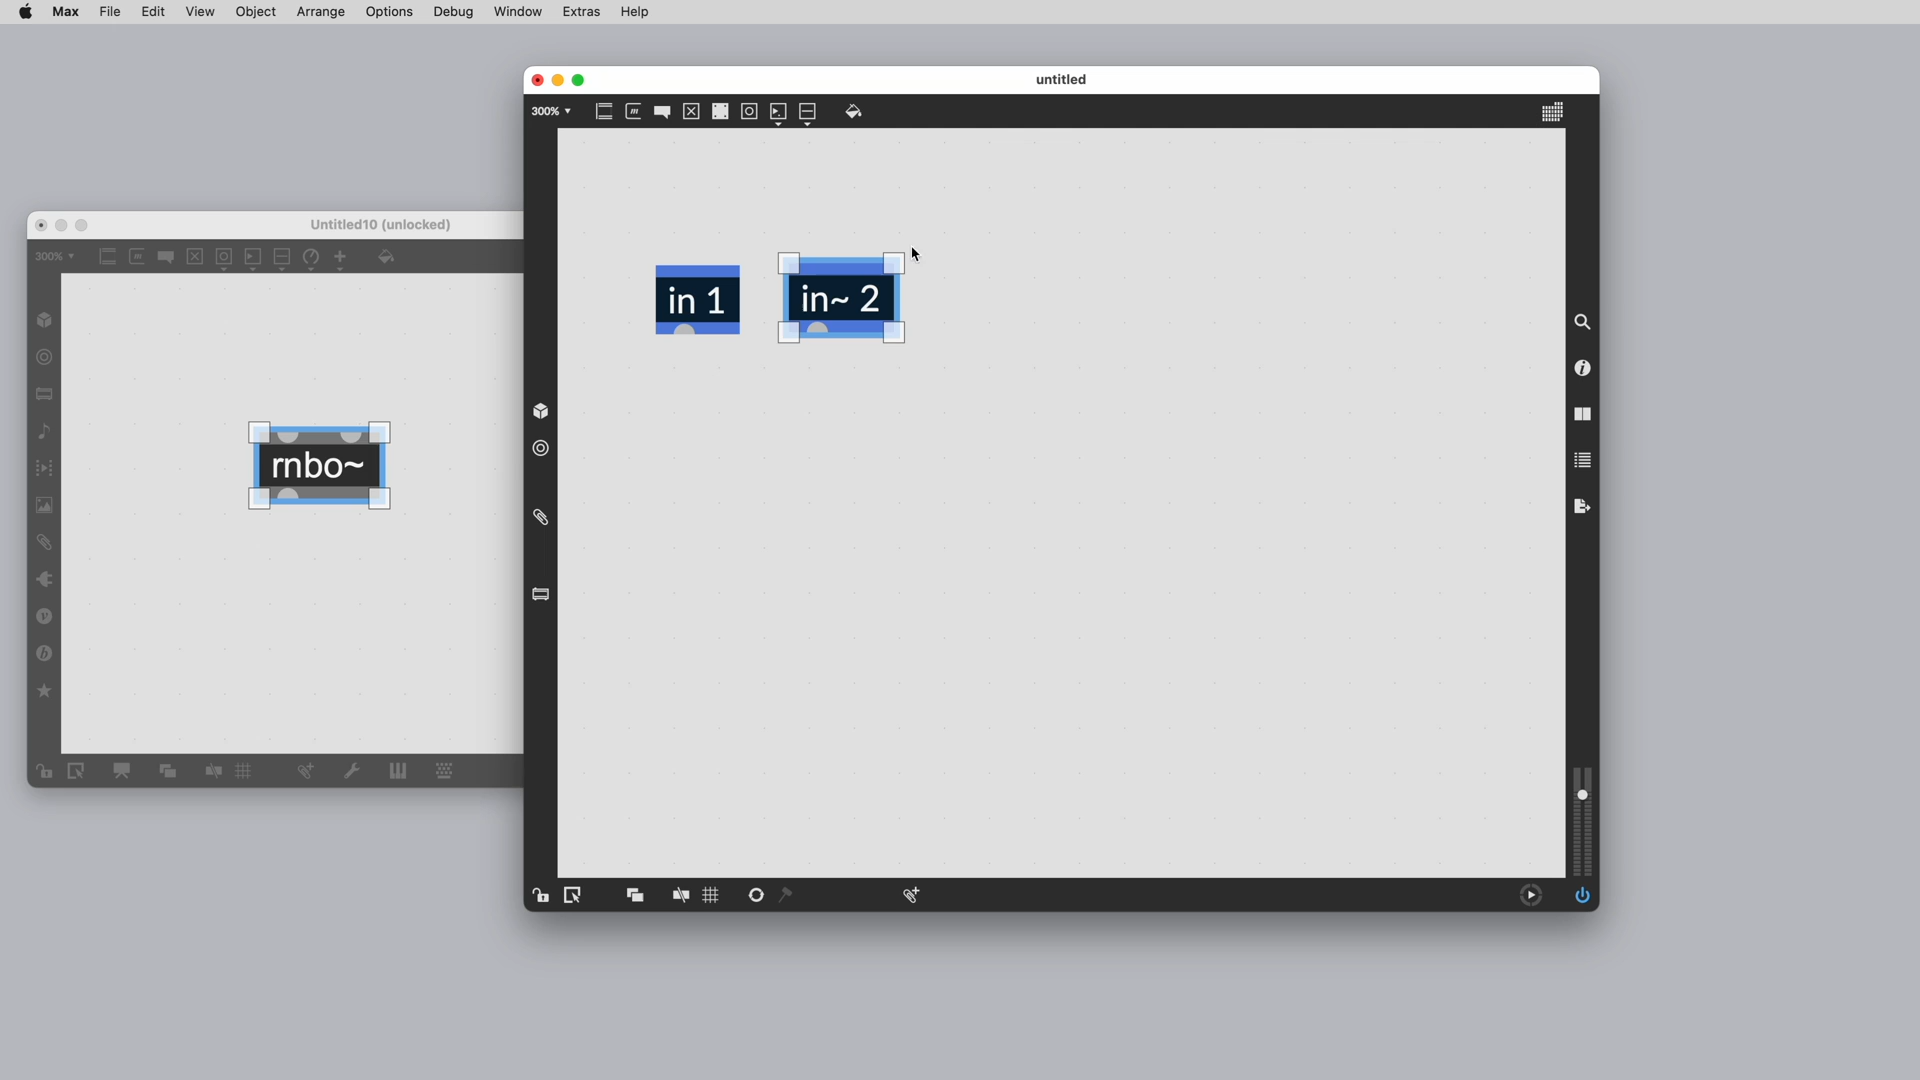 Max File Edit View Object Arrange Options Debug Window Extras Help
untitled
300%
Untitled10 (unlocked)
300%
in 1
in~ 2
rnbo~